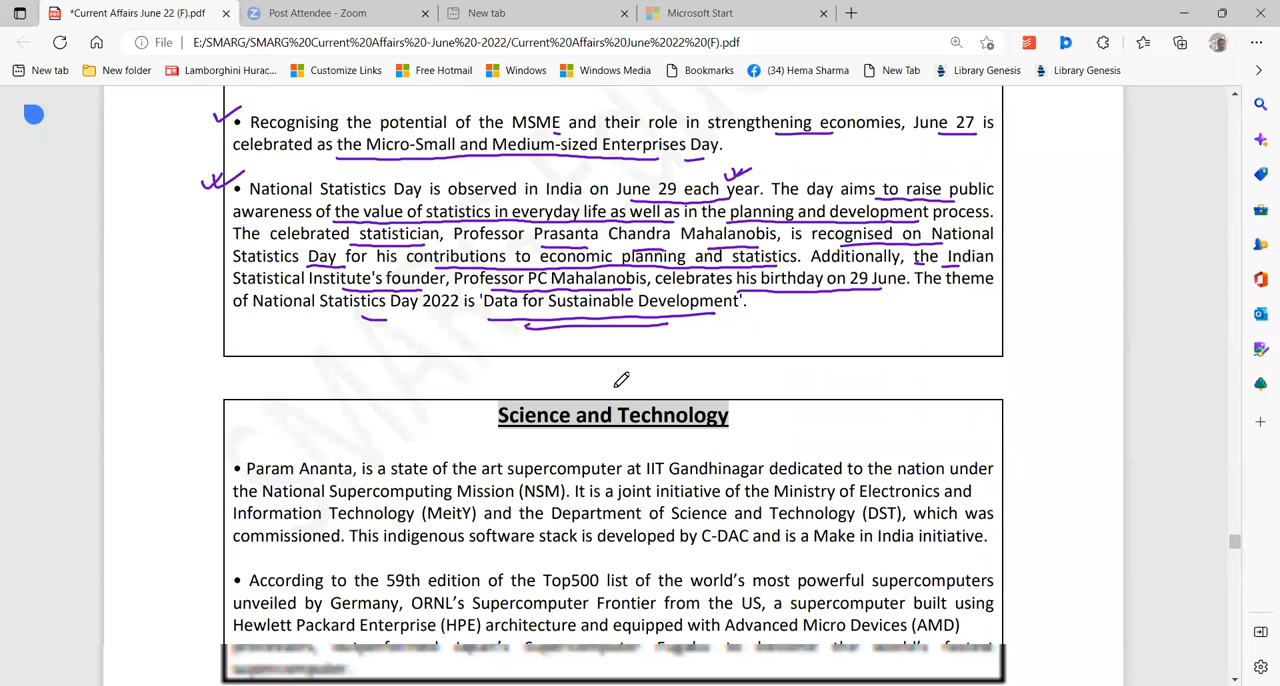 *Current Affairs June 22 (F).pdf
Post Attendee - Zoom
New tab
Microsoft Start
File
E:/SMARG/SMARG%20Current%20Affairs%20-June%20-2022/Current%20Affairs%20June%2022%20(F).pdf
New tab
New folder
Lamborghini Hurac...
Customize Links
Free Hotmail
Windows
Windows Media
Bookmarks
(34) Hema Sharma
New Tab
Library Genesis
Library Genesis
• Recognising the potential of the MSME and their role in strengthening economies, June 27 is
celebrated as the Micro-Small and Medium-sized Enterprises Day.
• National Statistics Day is observed in India on June 29 each year. The day aims to raise public
awareness of the value of statistics in everyday life as well as in the planning and development process.
The celebrated statistician, Professor Prasanta Chandra Mahalanobis, is recognised on National
Statistics Day for his contributions to economic planning and statistics. Additionally, the Indian
Statistical Institute's founder, Professor PC Mahalanobis, celebrates his birthday on 29 June. The theme
of National Statistics Day 2022 is 'Data for Sustainable Development'.
Science and Technology
• Param Ananta, is a state of the art supercomputer at IIT Gandhinagar dedicated to the nation under
the National Supercomputing Mission (NSM). It is a joint initiative of the Ministry of Electronics and
Information Technology (MeitY) and the Department of Science and Technology (DST), which was
commissioned. This indigenous software stack is developed by C-DAC and is a Make in India initiative.
• According to the 59th edition of the Top500 list of the world's most powerful supercomputers
unveiled by Germany, ORNL's Supercomputer Frontier from the US, a supercomputer built using
Hewlett Packard Enterprise (HPE) architecture and equipped with Advanced Micro Devices (AMD)